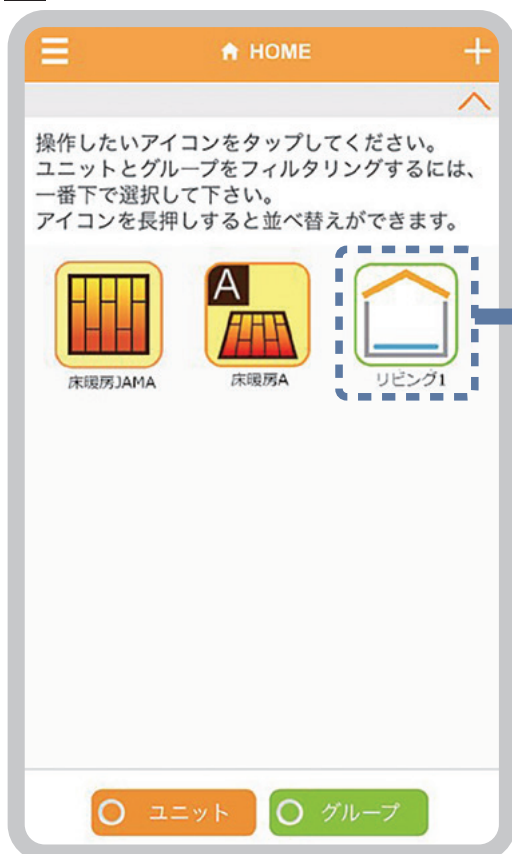 HOME
操作したいアイコンをタップしてください。
ユニットとグループをフィルタリングするには、
一番下で選択して下さい。
アイコンを長押しすると並べ替えができます。
A
床暖房JAMA
床暖房A
リビング1
ユニット
グループ